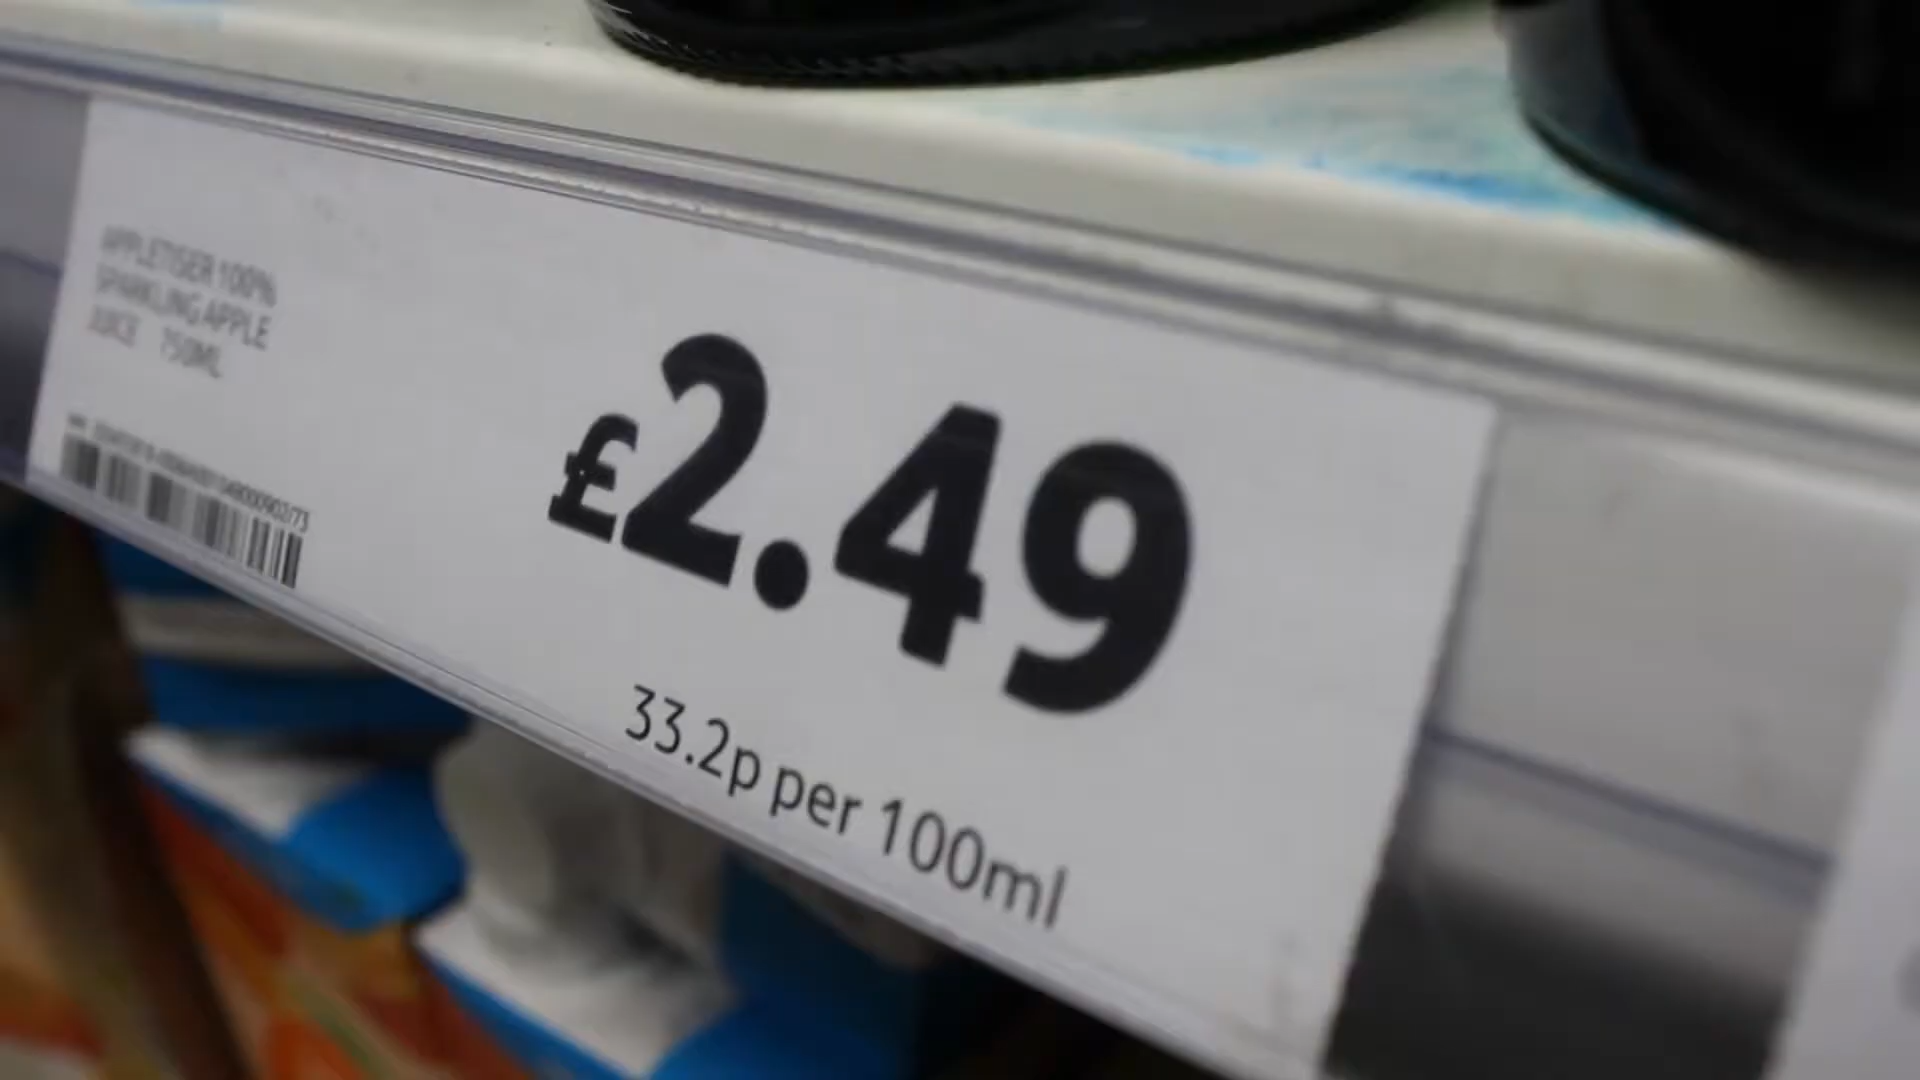 APPLETISER 100%
SPARKLING APPLE
JUICE 750ML
£2.49
33.2p per 100ml